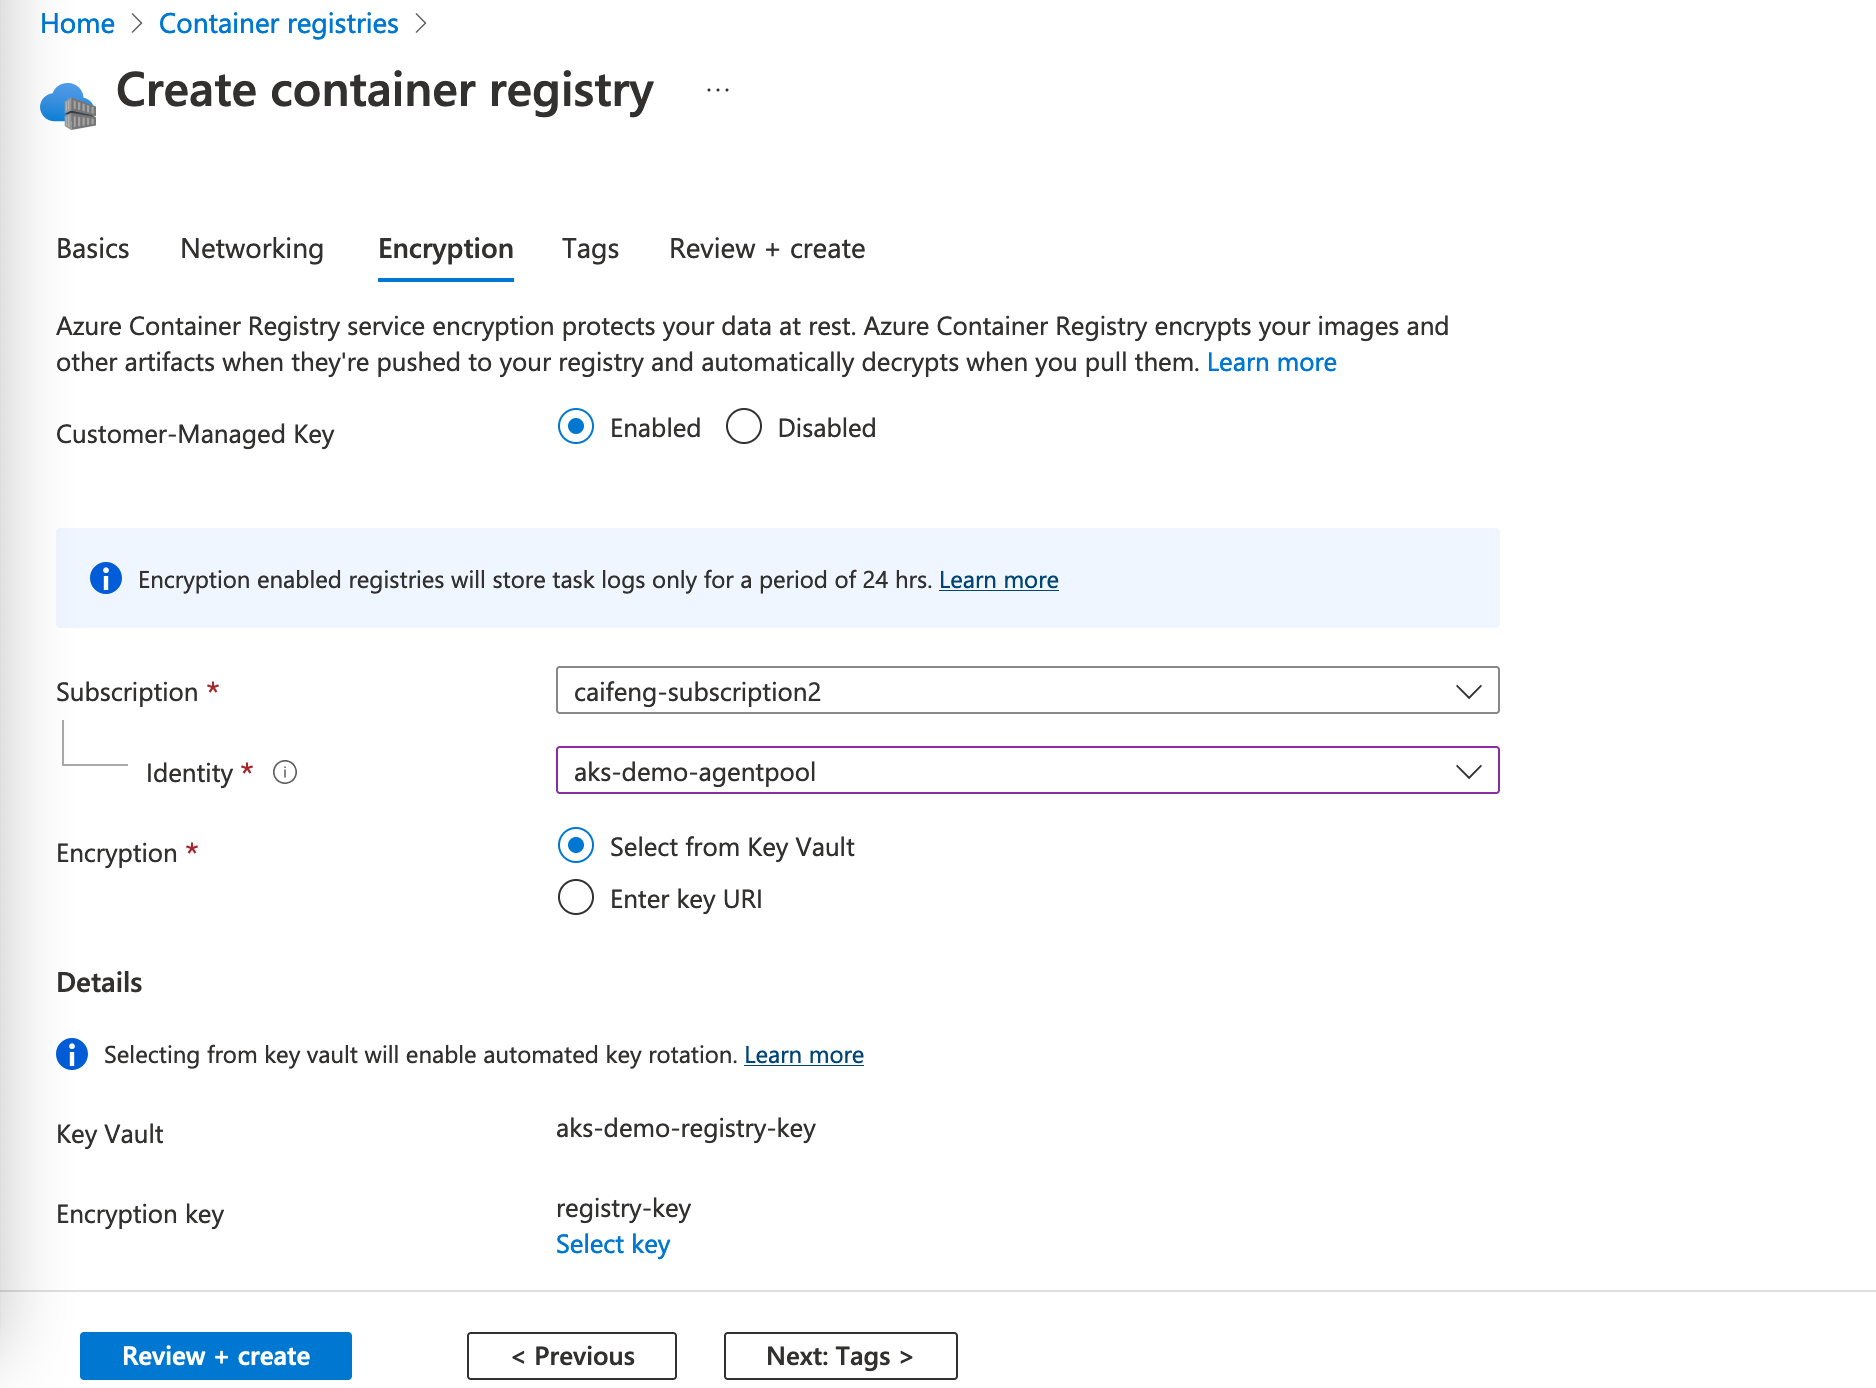 Home > Container registries >
Create container registry ...
Basics Networking Encryption Tags Review + create
Azure Container Registry service encryption protects your data at rest. Azure Container Registry encrypts your images and
other artifacts when they're pushed to your registry and automatically decrypts when you pull them. Learn more
Customer-Managed Key Enabled Disabled
Encryption enabled registries will store task logs only for a period of 24 hrs. Learn more
Subscription * caifeng-subscription2
Identity * aks-demo-agentpool
Encryption * Select from Key Vault
Enter key URI
Details
Selecting from key vault will enable automated key rotation. Learn more
Key Vault aks-demo-registry-key
Encryption key registry-key
Select key
Review + create < Previous Next: Tags >